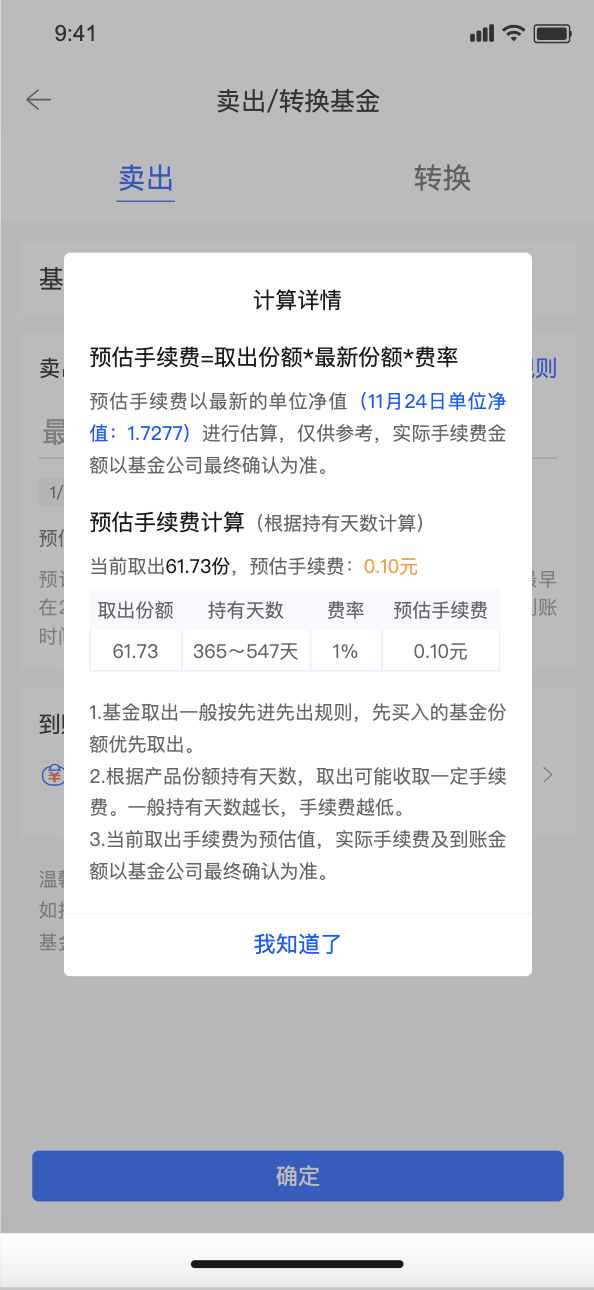 9:41
卖出/转换基金
卖出
转换
基
卖
则
最
1/
预
预计
最早
在2
到账
时间
到
温馨
如
基金
计算详情
预估手续费=取出份额*最新份额*费率
预估手续费以最新的单位净值（11月24日单位净
值：1.7277）进行估算，仅供参考，实际手续费金
额以基金公司最终确认为准。
预估手续费计算（根据持有天数计算）
当前取出61.73份，预估手续费：0.10元
取出份额 持有天数 费率 预估手续费
61.73 365～547天 1% 0.10元
1.基金取出一般按先进先出规则，先买入的基金份
额优先取出。
2.根据产品份额持有天数，取出可能收取一定手续
费。一般持有天数越长，手续费越低。
3.当前取出手续费为预估值，实际手续费及到账金
额以基金公司最终确认为准。
我知道了
确定